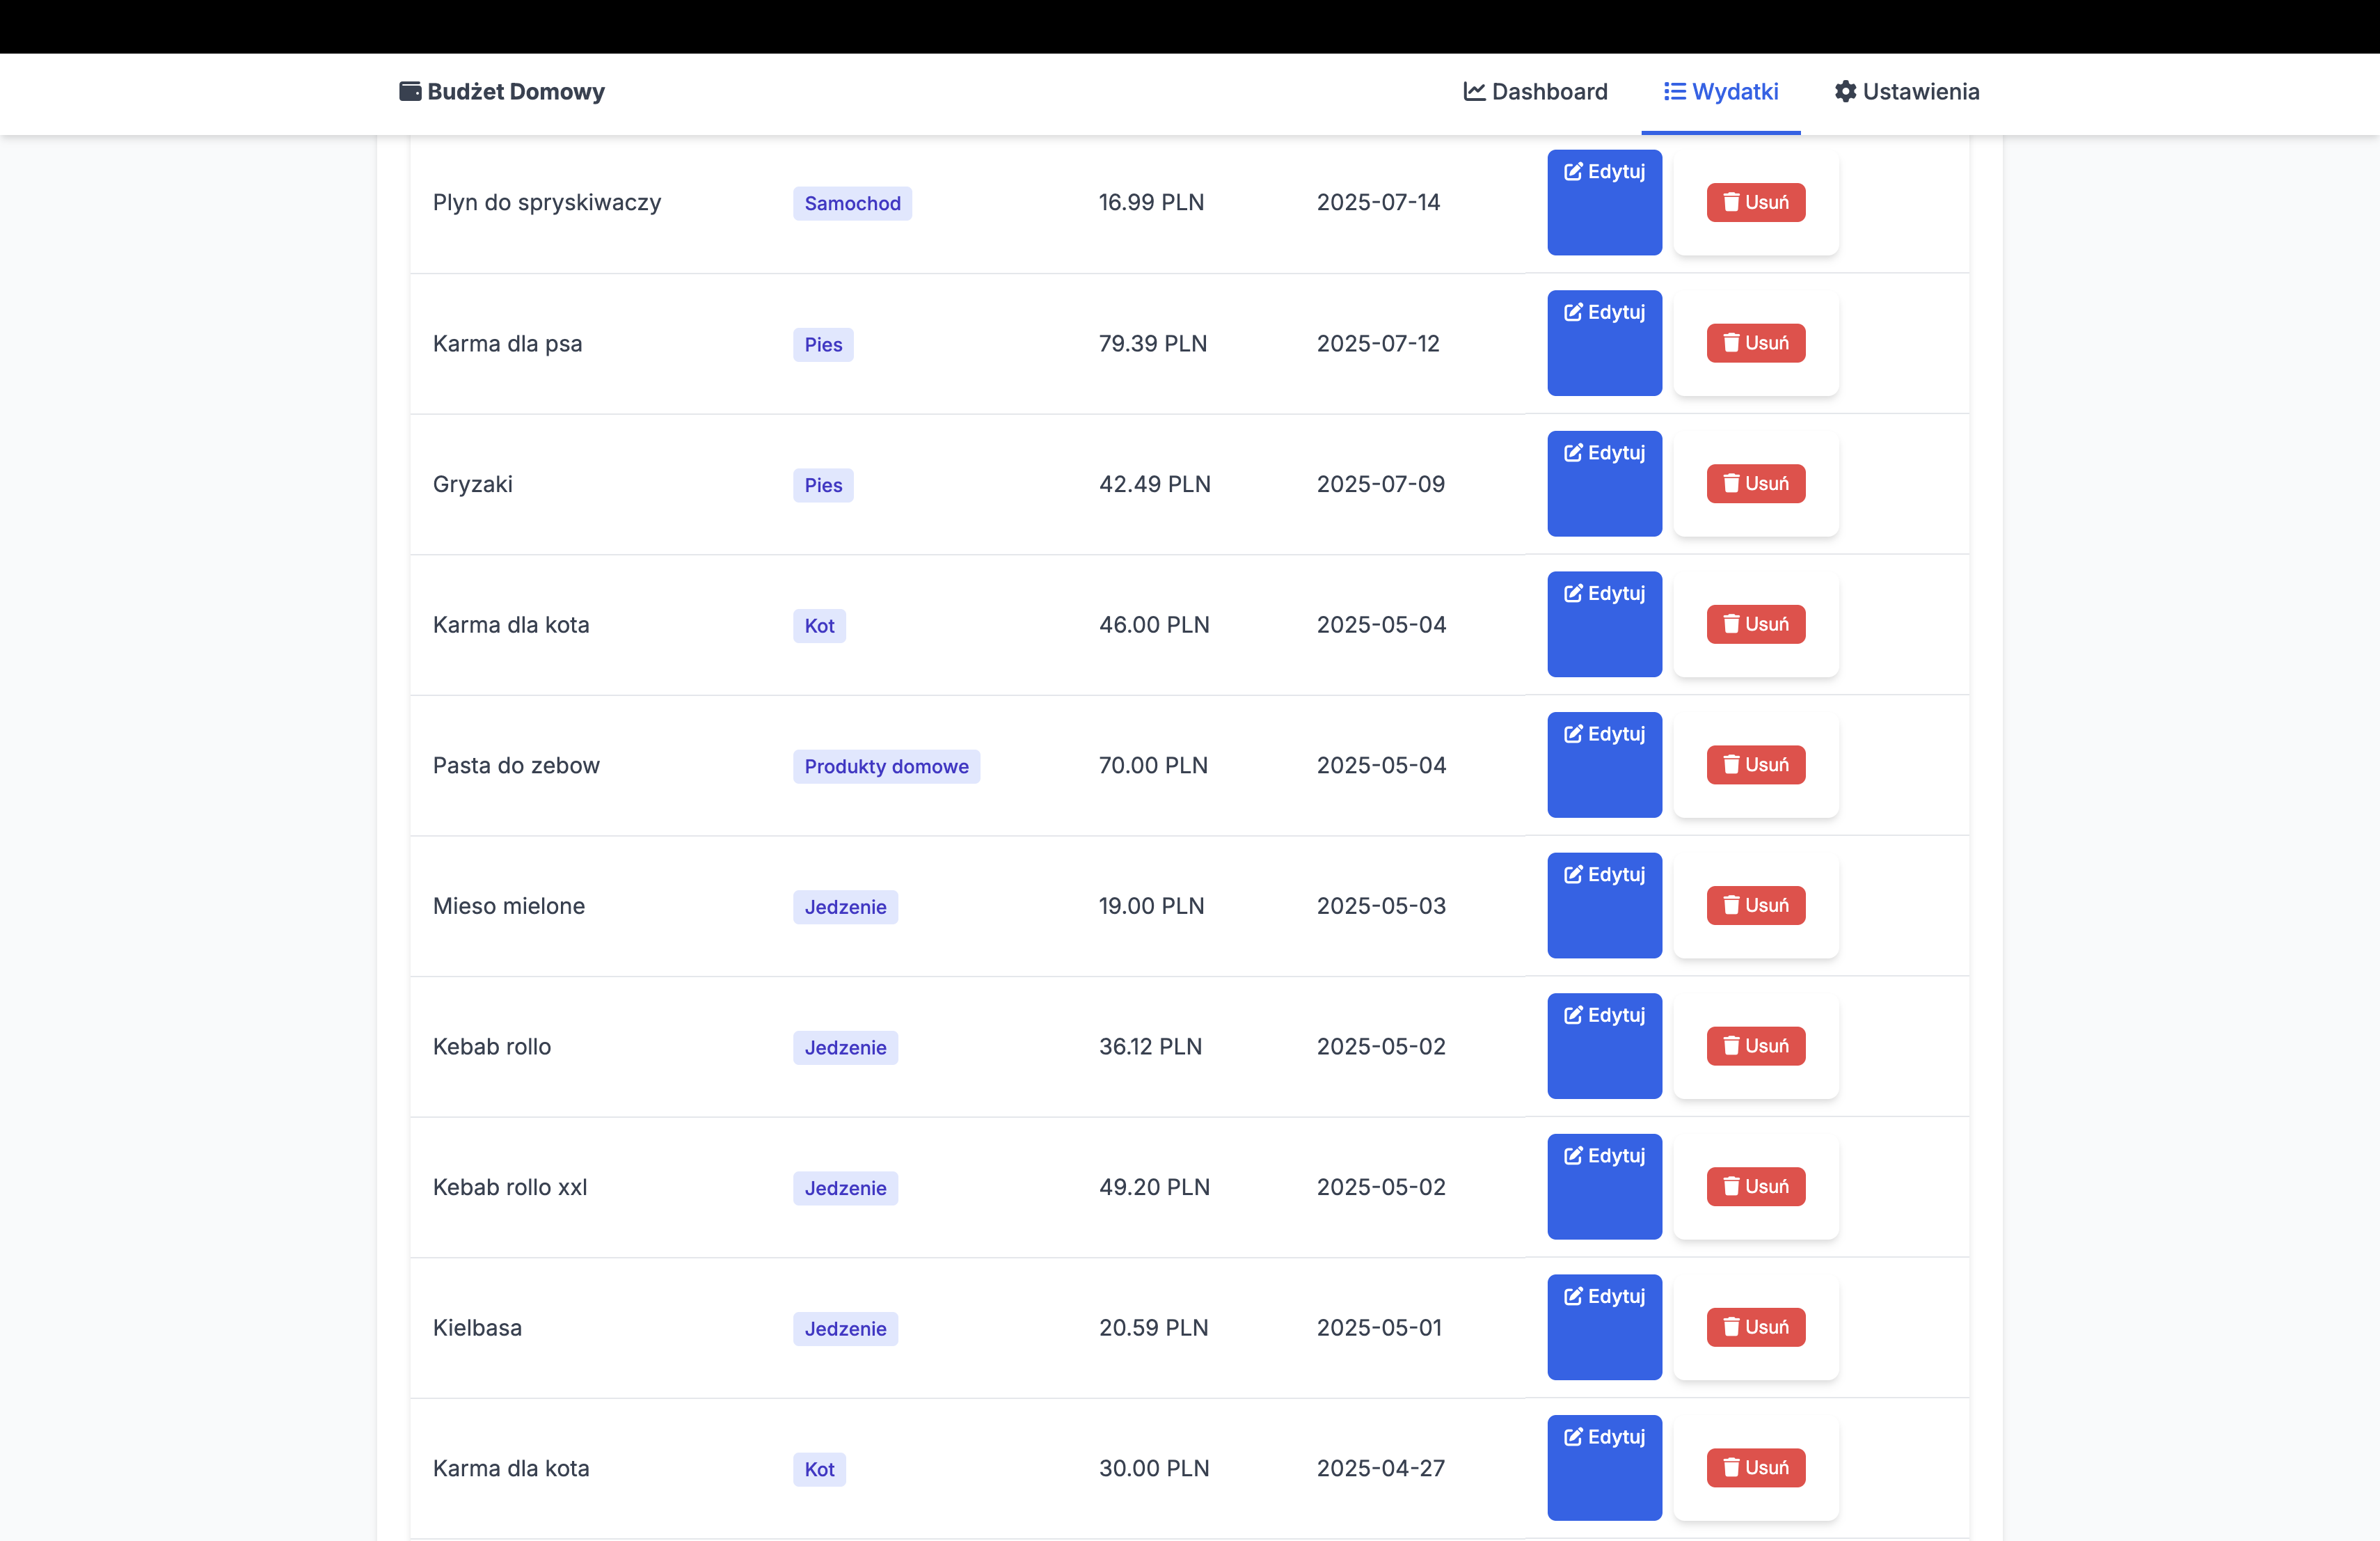 Budżet Domowy Dashboard Wydatki Ustawienia
Plyn do spryskiwaczy Samochod 16.99 PLN 2025-07-14 Edytuj Usuń
Karma dla psa Pies 79.39 PLN 2025-07-12 Edytuj Usuń
Gryzaki Pies 42.49 PLN 2025-07-09 Edytuj Usuń
Karma dla kota Kot 46.00 PLN 2025-05-04 Edytuj Usuń
Pasta do zebow Produkty domowe 70.00 PLN 2025-05-04 Edytuj Usuń
Mieso mielone Jedzenie 19.00 PLN 2025-05-03 Edytuj Usuń
Kebab rollo Jedzenie 36.12 PLN 2025-05-02 Edytuj Usuń
Kebab rollo xxl Jedzenie 49.20 PLN 2025-05-02 Edytuj Usuń
Kielbasa Jedzenie 20.59 PLN 2025-05-01 Edytuj Usuń
Karma dla kota Kot 30.00 PLN 2025-04-27 Edytuj Usuń